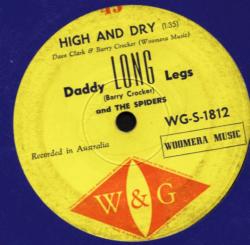 45
HIGH AND DRY (1:35)
Dave Clark & Barry Crocker (Woomera Music)
Daddy LONG Legs
(Barry Crocker)
and THE SPIDERS
WG-S-1812
WOOMERA MUSIC
Recorded in Australia
W&G